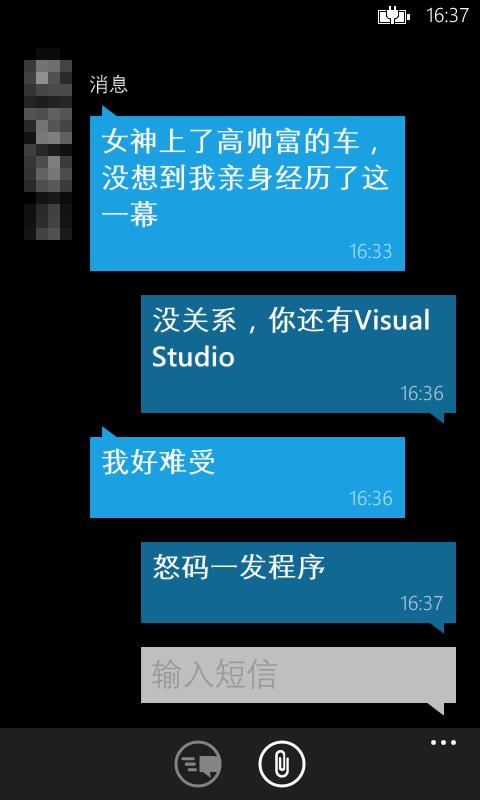 16:37
消息
女神上了高帅富的车，
没想到我亲身经历了这
一幕
16:33
没关系，你还有Visual
Studio
16:36
我好难受
16:36
怒码一发程序
16:37
输入短信